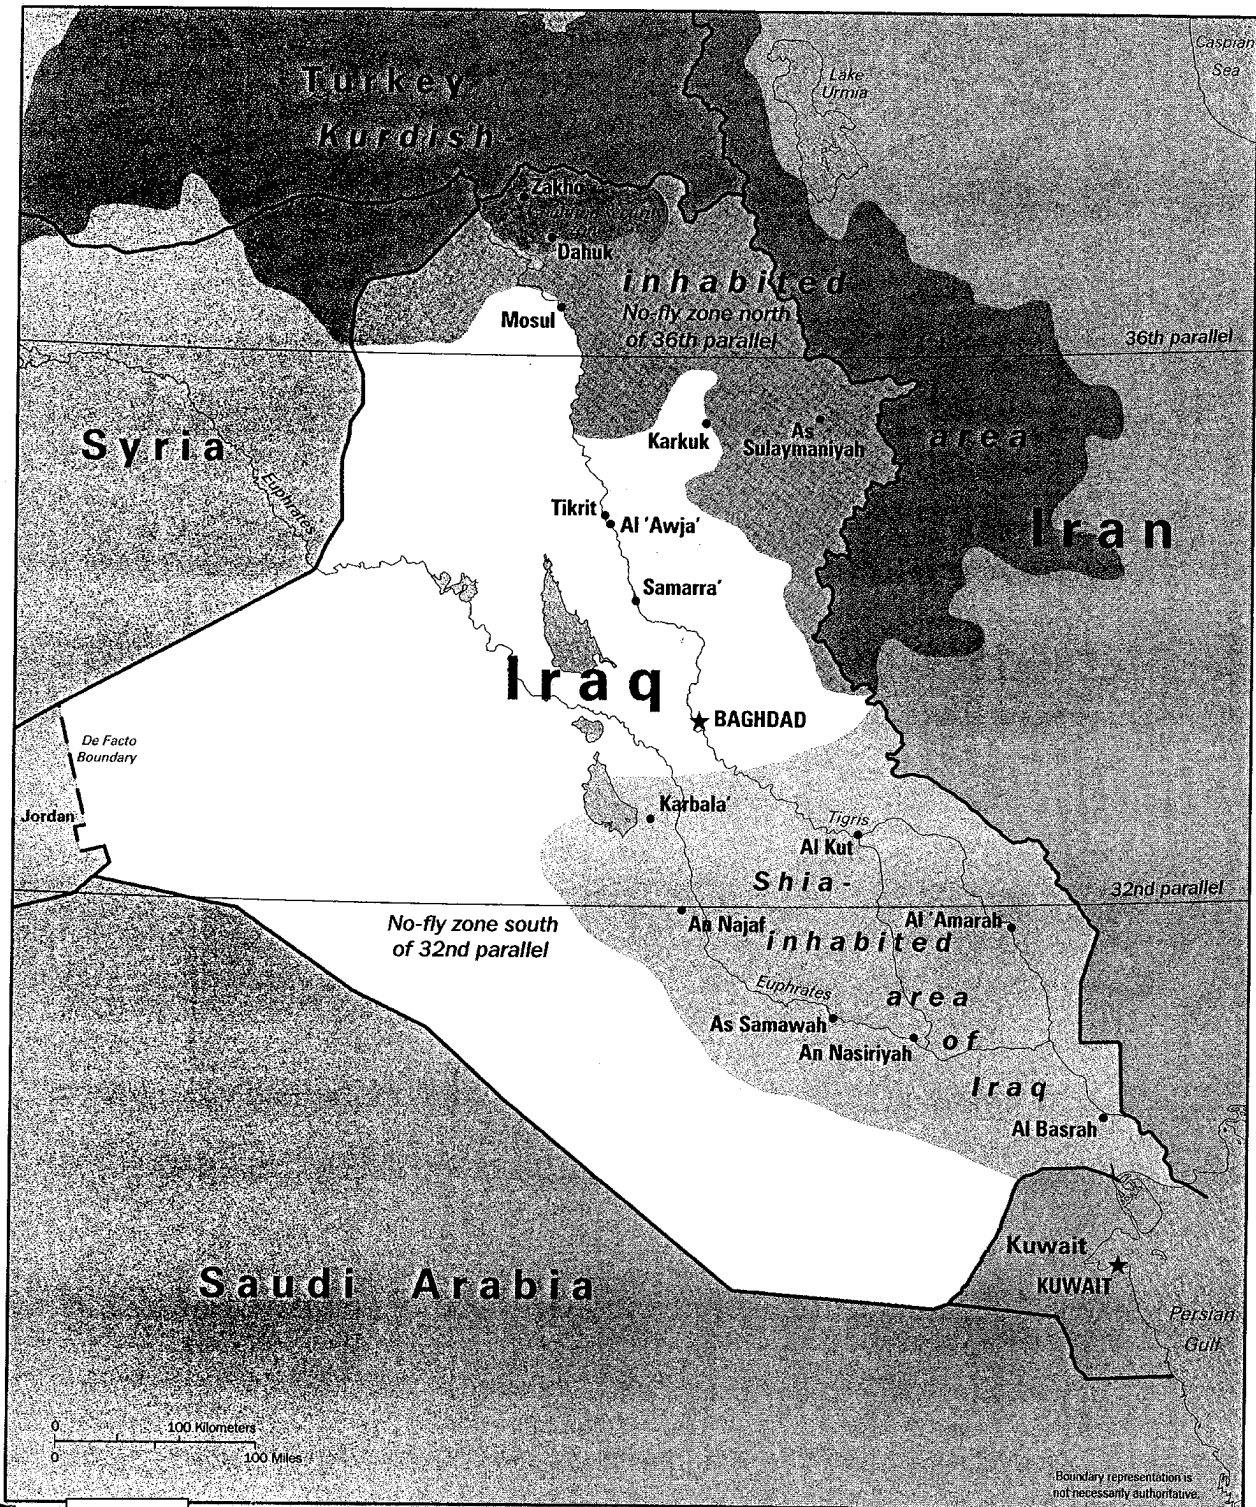 Caspian
Sea
Turkey
Lake
Urmia
Kurdish-
Zakho
Dahuk
inhabited
No-fly zone north
of 36th parallel
Mosul
36th parallel
Syria
Karkuk
As
Sulaymaniyah
area
Euphrates
Tikrit
Al 'Awja'
Iran
Samarra'
Iraq
BAGHDAD
De Facto
Boundary
Jordan
Karbala'
Tigris
Al Kut
Shia-
32nd parallel
No-fly zone south
of 32nd parallel
An Najaf
Al 'Amarah
inhabited
Euphrates
area
As Samawah
of
An Nasiriyah
Iraq
Al Basrah
Kuwait
KUWAIT
Saudi Arabia
Persian
Gulf
0 100 Kilometers
0 100 Miles
Boundary representation is
not necessarily authoritative.